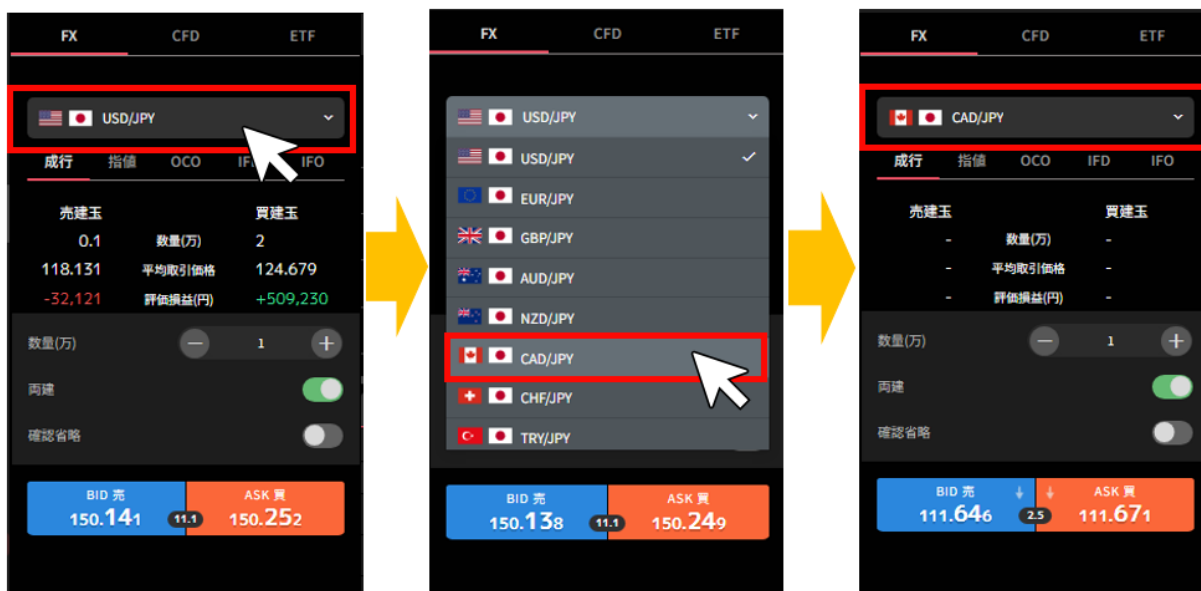 FX CFD ETF
USD/JPY
成行 指値 OCO IFD IFO
売建玉 買建玉
0.1 数量(万) 2
118.131 平均取引価格 124.679
-32,121 評価損益(円) +509,230
数量(万) 1
両建
確認省略
BID 売 ASK 買
150.141 11.1 150.252
FX CFD ETF
USD/JPY
USD/JPY
EUR/JPY
GBP/JPY
AUD/JPY
NZD/JPY
CAD/JPY
CHF/JPY
TRY/JPY
BID 売 ASK 買
150.138 11.1 150.249
FX CFD ETF
CAD/JPY
成行 指値 OCO IFD IFO
売建玉 買建玉
- 数量(万) -
- 平均取引価格 -
- 評価損益(円) -
数量(万) 1
両建
確認省略
BID 売 ASK 買
111.646 2.5 111.671